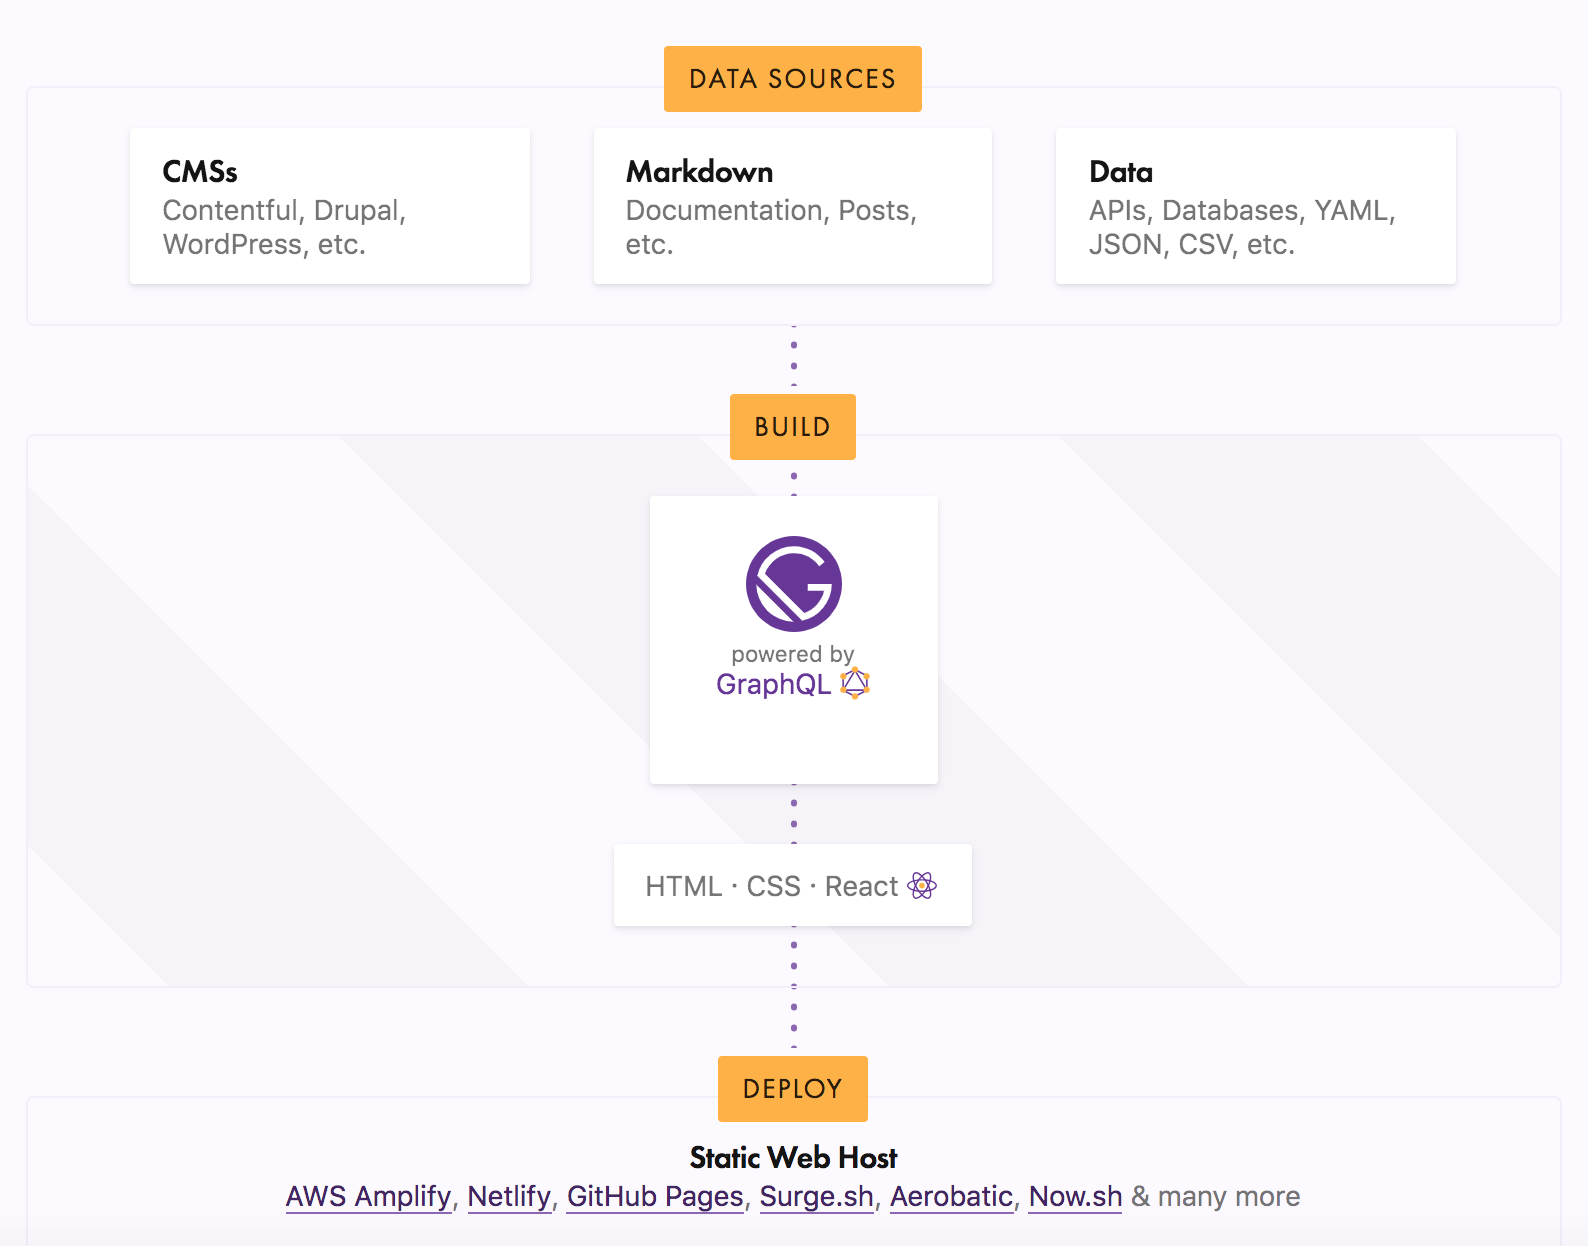 DATA SOURCES
CMSs
Contentful, Drupal,
WordPress, etc.
Markdown
Documentation, Posts,
etc.
Data
APIs, Databases, YAML,
JSON, CSV, etc.
BUILD
powered by
GraphQL
HTML · CSS · React
DEPLOY
Static Web Host
AWS Amplify, Netlify, GitHub Pages, Surge.sh, Aerobatic, Now.sh & many more